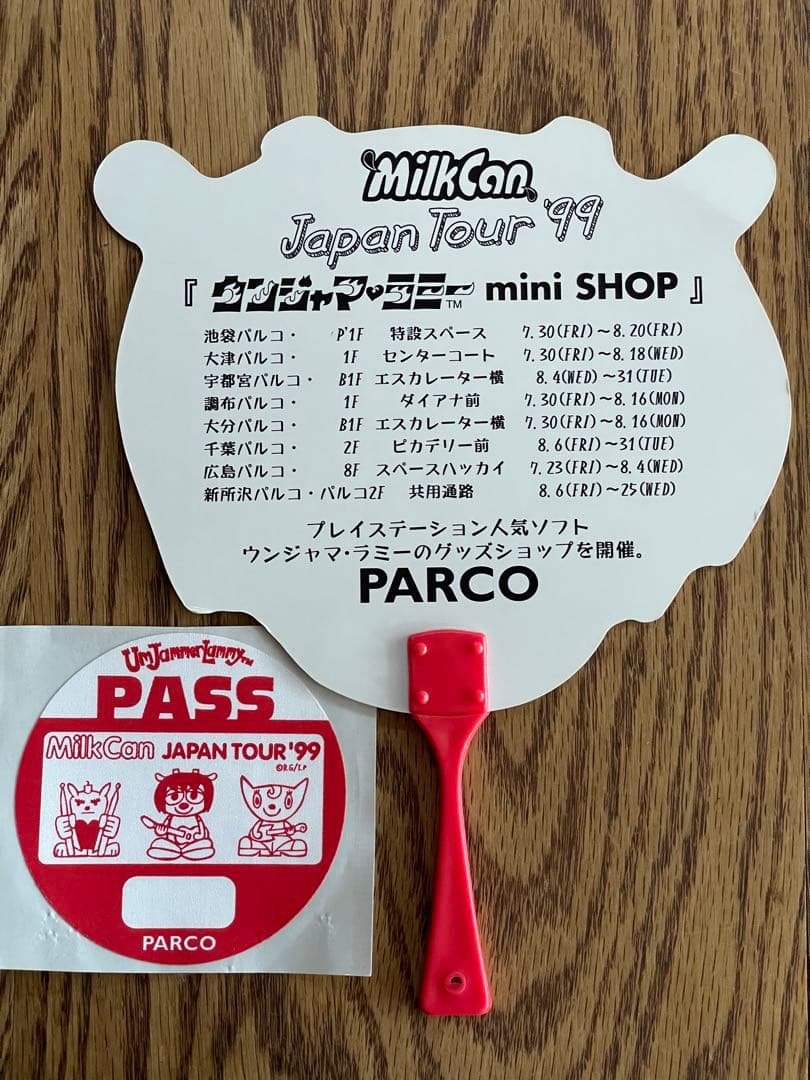 MilkCan
Japan Tour '99
『ウンジャマ・ラミー™ mini SHOP』
池袋パルコ・ P'1F 特設スペース 7.30(FRI)～8.20(FRI)
大津パルコ・ 1F センターコート 7.30(FRI)～8.18(WED)
宇都宮パルコ・ B1F エスカレーター横 8.4(WED)～31(TUE)
調布パルコ・ 1F ダイアナ前 7.30(FRI)～8.16(MON)
大分パルコ・ B1F エスカレーター横 7.30(FRI)～8.16(MON)
千葉パルコ・ 2F ピカデリー前 8.6(FRI)～31(TUE)
広島パルコ・ 8F スペースハッカイ 7.23(FRI)～8.4(WED)
新所沢パルコ・パルコ2F 共用通路 8.6(FRI)～25(WED)
プレイステーション人気ソフト
ウンジャマ・ラミーのグッズショップを開催。
PARCO
UmJammerLammy™
PASS
MilkCan JAPAN TOUR'99
©R.G/I.P
PARCO